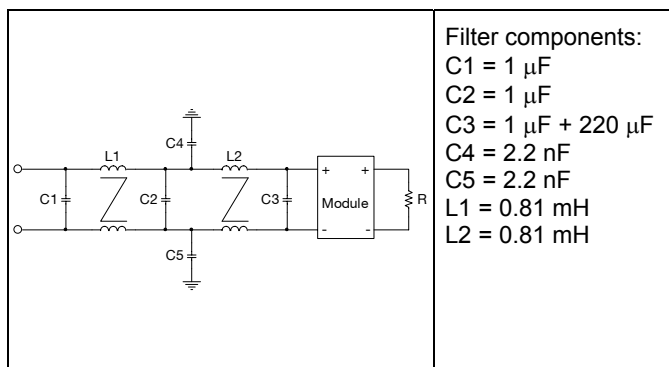 C4
L1
L2
C1
C2
C3
C5
+ +
Module
- -
R
Filter components:
C1 = 1 μF
C2 = 1 μF
C3 = 1 μF + 220 μF
C4 = 2.2 nF
C5 = 2.2 nF
L1 = 0.81 mH
L2 = 0.81 mH